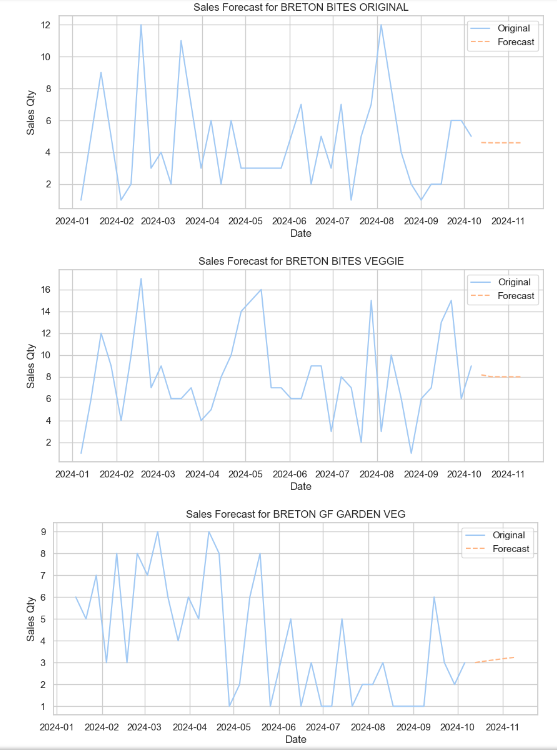 Sales Forecast for BRETON BITES ORIGINAL
12
10
8
6
4
2
Sales Qty
Original
Forecast
2024-01 2024-02 2024-03 2024-04 2024-05 2024-06 2024-07 2024-08 2024-09 2024-10 2024-11
Date
Sales Forecast for BRETON BITES VEGGIE
16
14
12
10
8
6
4
2
Sales Qty
Original
Forecast
2024-01 2024-02 2024-03 2024-04 2024-05 2024-06 2024-07 2024-08 2024-09 2024-10 2024-11
Date
Sales Forecast for BRETON GF GARDEN VEG
9
8
7
6
5
4
3
2
1
Sales Qty
Original
Forecast
2024-01 2024-02 2024-03 2024-04 2024-05 2024-06 2024-07 2024-08 2024-09 2024-10 2024-11
Date